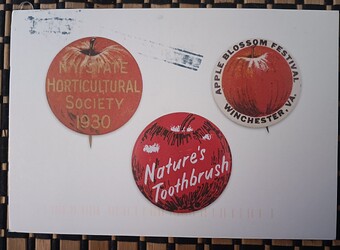 N.Y. STATE
HORTICULTURAL
SOCIETY
1930
APPLE BLOSSOM FESTIVAL
WINCHESTER, VA.
Nature's
Toothbrush